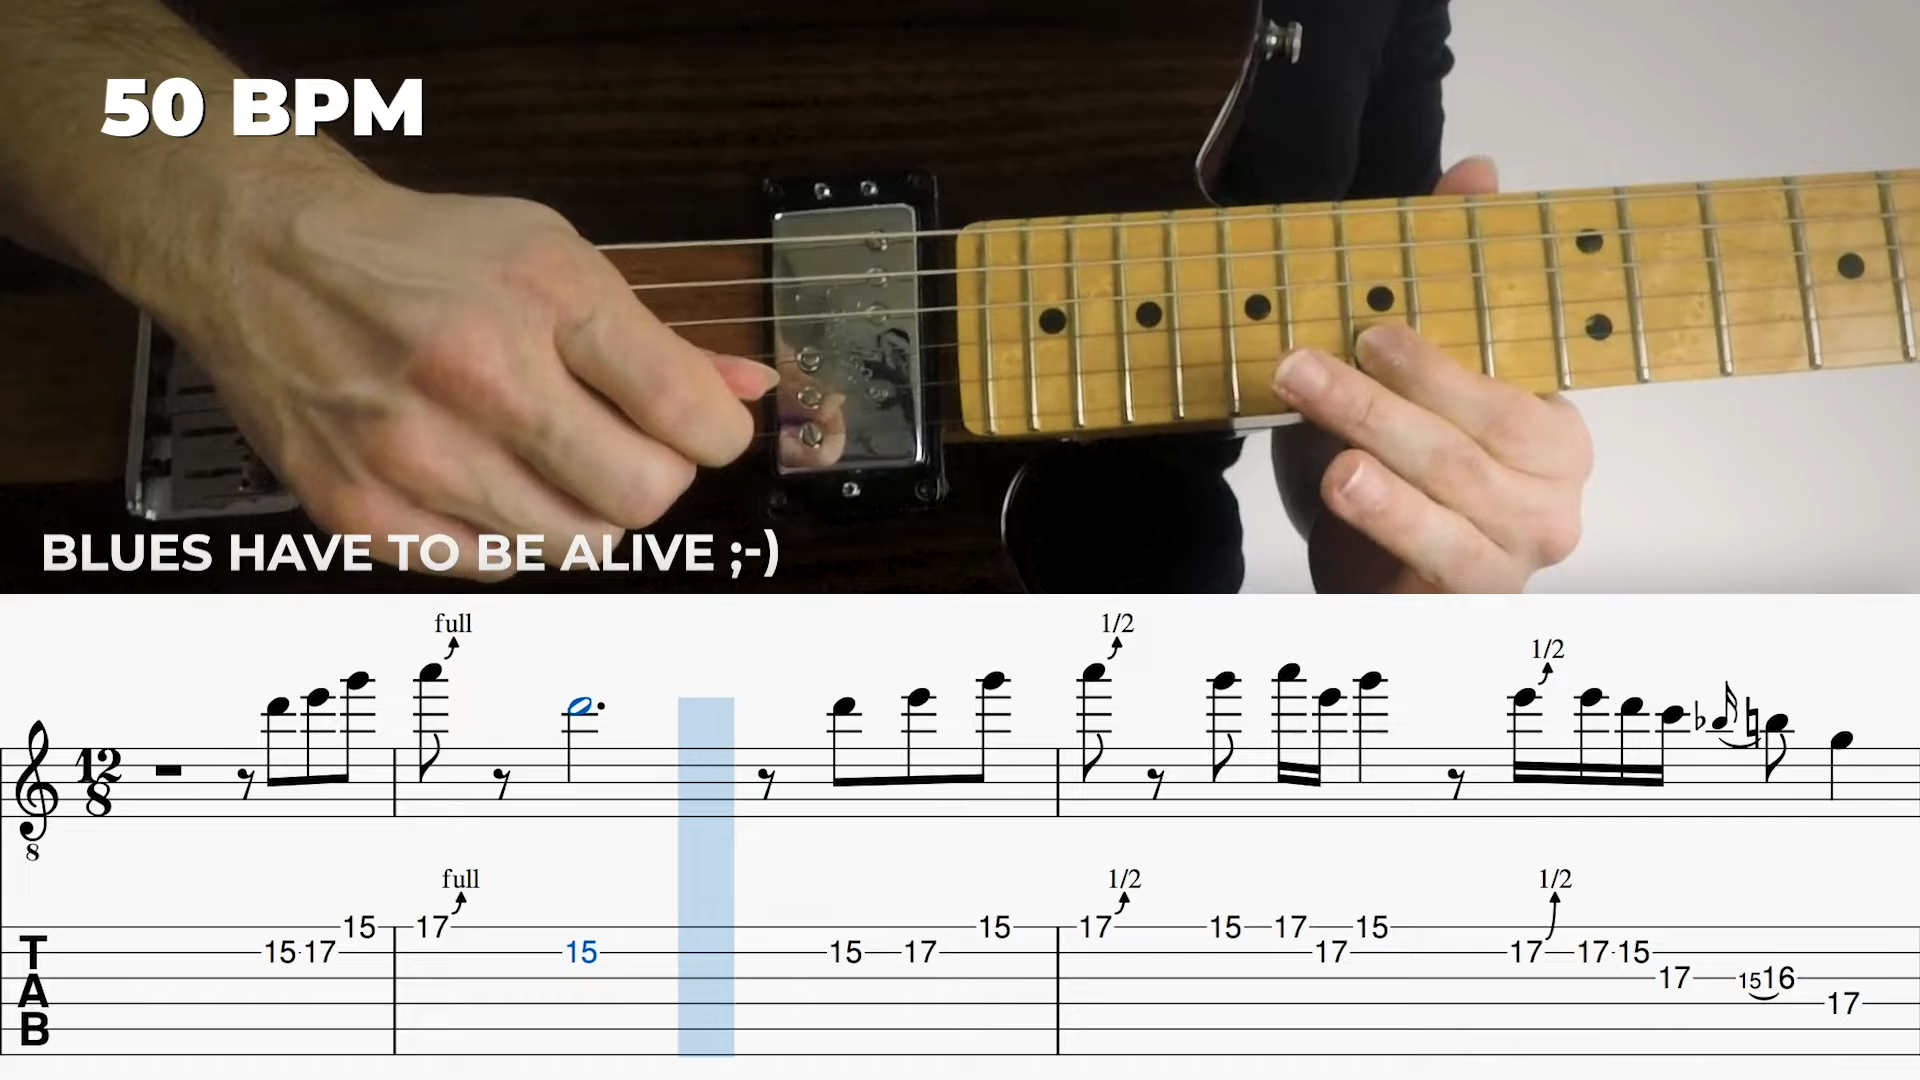 50 BPM
BLUES HAVE TO BE ALIVE ;-)
full 1/2 1/2
12
8
8
full 1/2 1/2
15 17 15 15 17 15 17 15
T 15 17 15 15 17 17 17 17 15
A 17 15 16
17
B